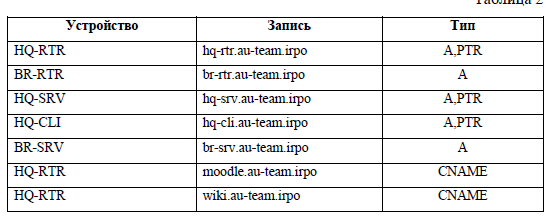 Таблица 2
Устройство Запись Тип
HQ-RTR hq-rtr.au-team.irpo A,PTR
BR-RTR br-rtr.au-team.irpo A
HQ-SRV hq-srv.au-team.irpo A,PTR
HQ-CLI hq-cli.au-team.irpo A,PTR
BR-SRV br-srv.au-team.irpo A
HQ-RTR moodle.au-team.irpo CNAME
HQ-RTR wiki.au-team.irpo CNAME